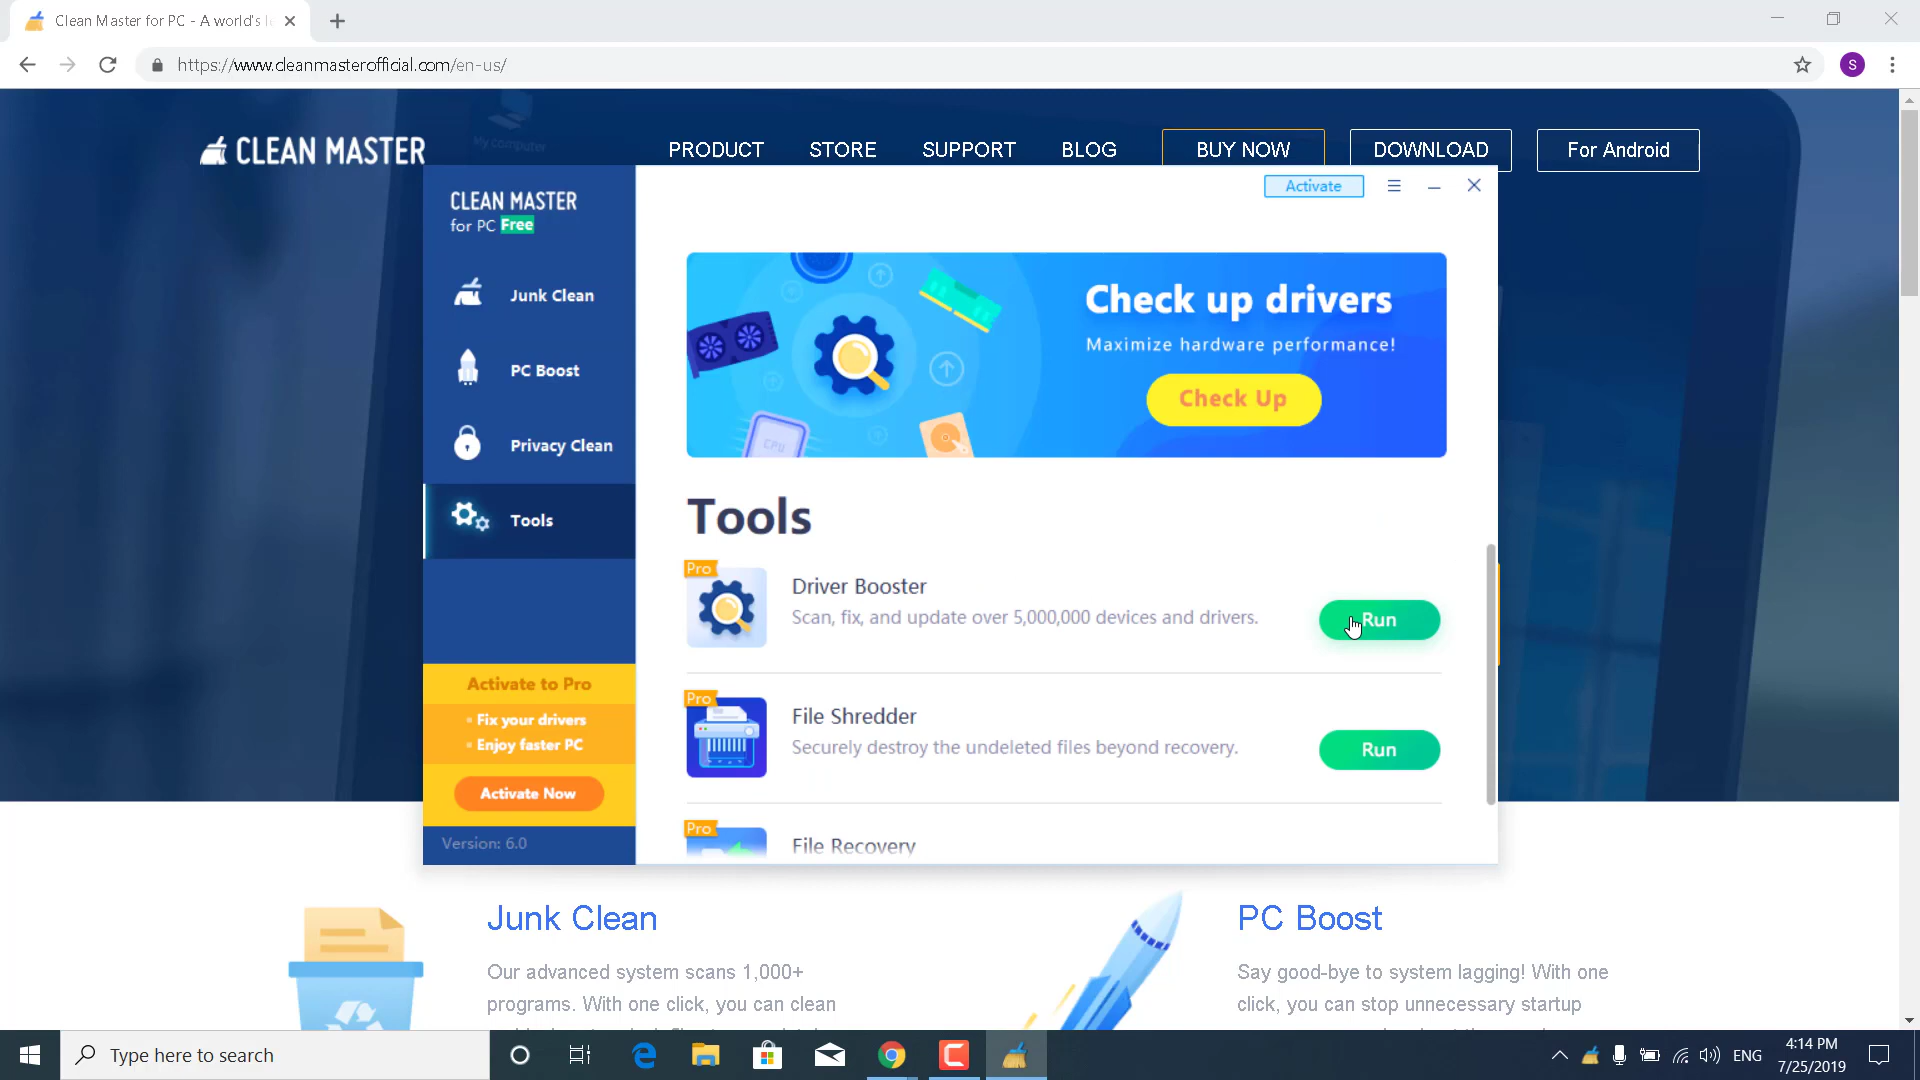 Clean Master for PC - A world's l
https://www.cleanmasterofficial.com/en-us/
S
My computer
CLEAN MASTER
PRODUCT
STORE
SUPPORT
BLOG
BUY NOW
DOWNLOAD
For Android
CLEAN MASTER
for PC Free
Activate
Junk Clean
PC Boost
Privacy Clean
Tools
Activate to Pro
Fix your drivers
Enjoy faster PC
Activate Now
Version: 6.0
Check up drivers
Maximize hardware performance!
Check Up
CPU
Tools
Pro
Driver Booster
Scan, fix, and update over 5,000,000 devices and drivers.
Run
Pro
File Shredder
Securely destroy the undeleted files beyond recovery.
Run
Pro
File Recovery
Junk Clean
Our advanced system scans 1,000+
programs. With one click, you can clean
PC Boost
Say good-bye to system lagging! With one
click, you can stop unnecessary startup
Type here to search
ENG
4:14 PM
7/25/2019